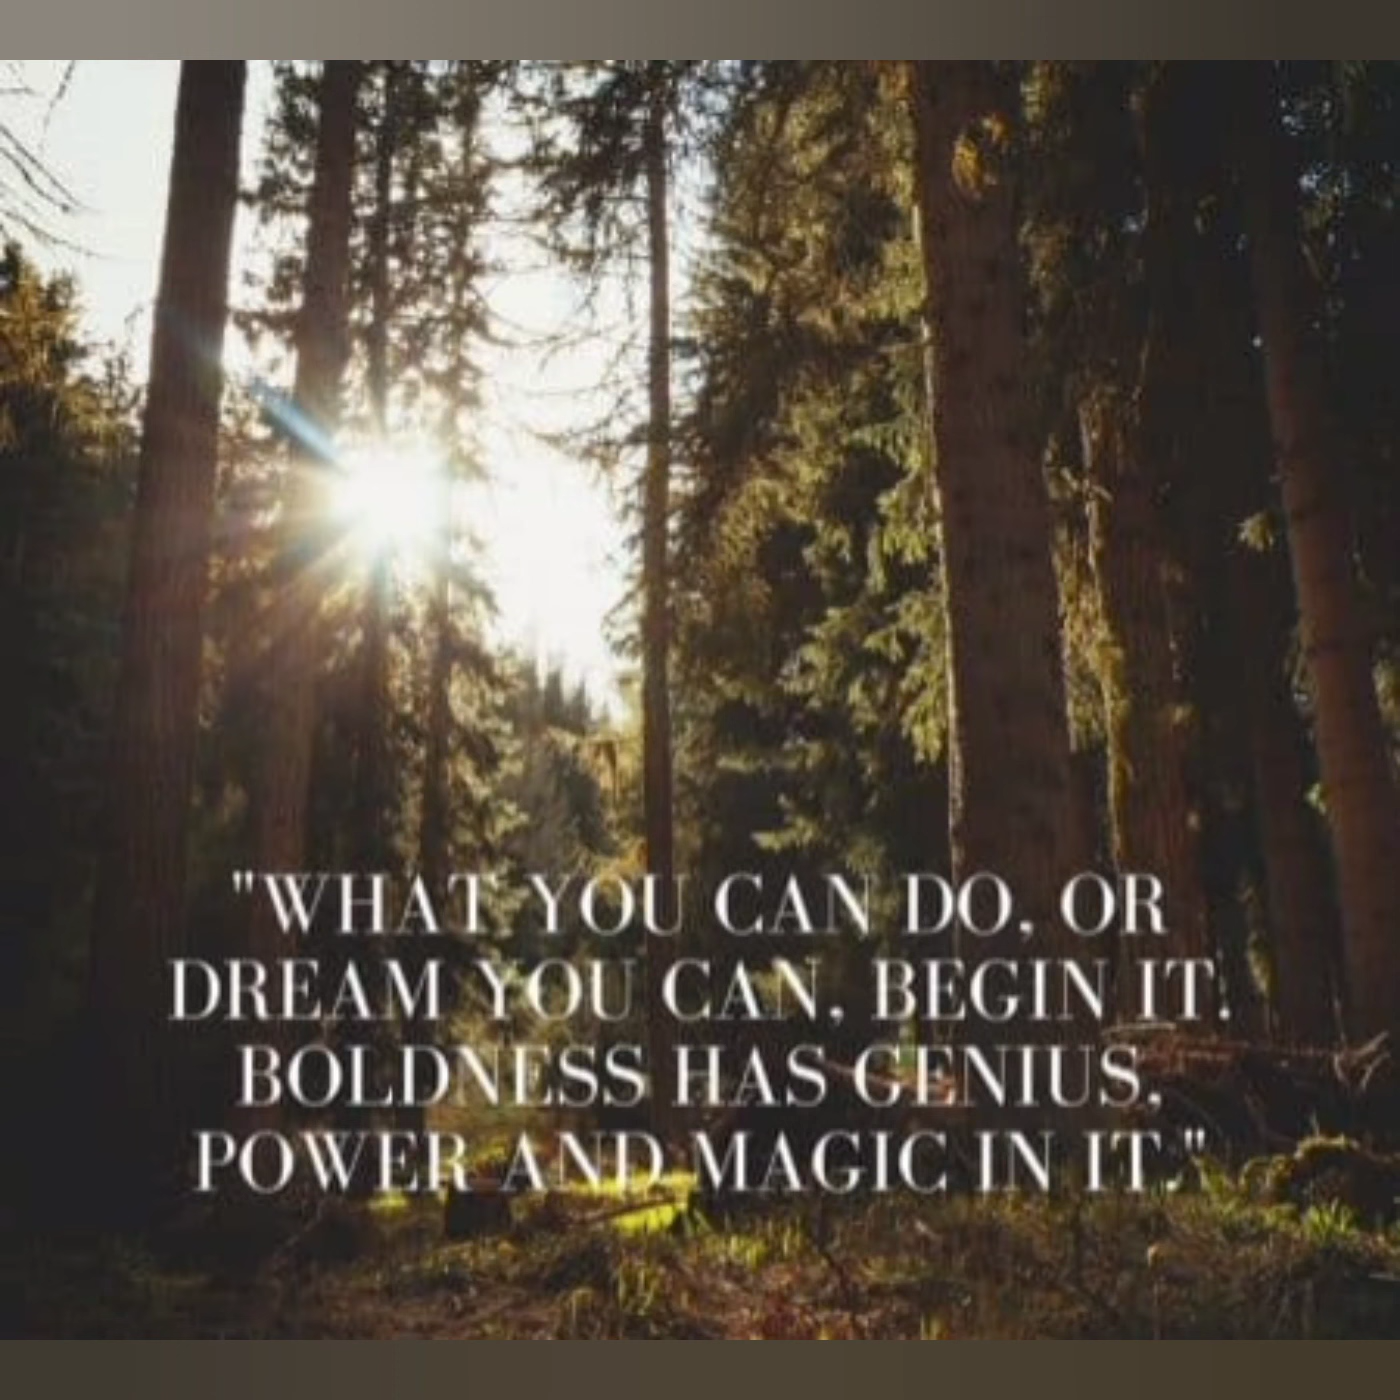 "WHAT YOU CAN DO, OR
DREAM YOU CAN, BEGIN IT.
BOLDNESS HAS GENIUS,
POWER AND MAGIC IN IT."